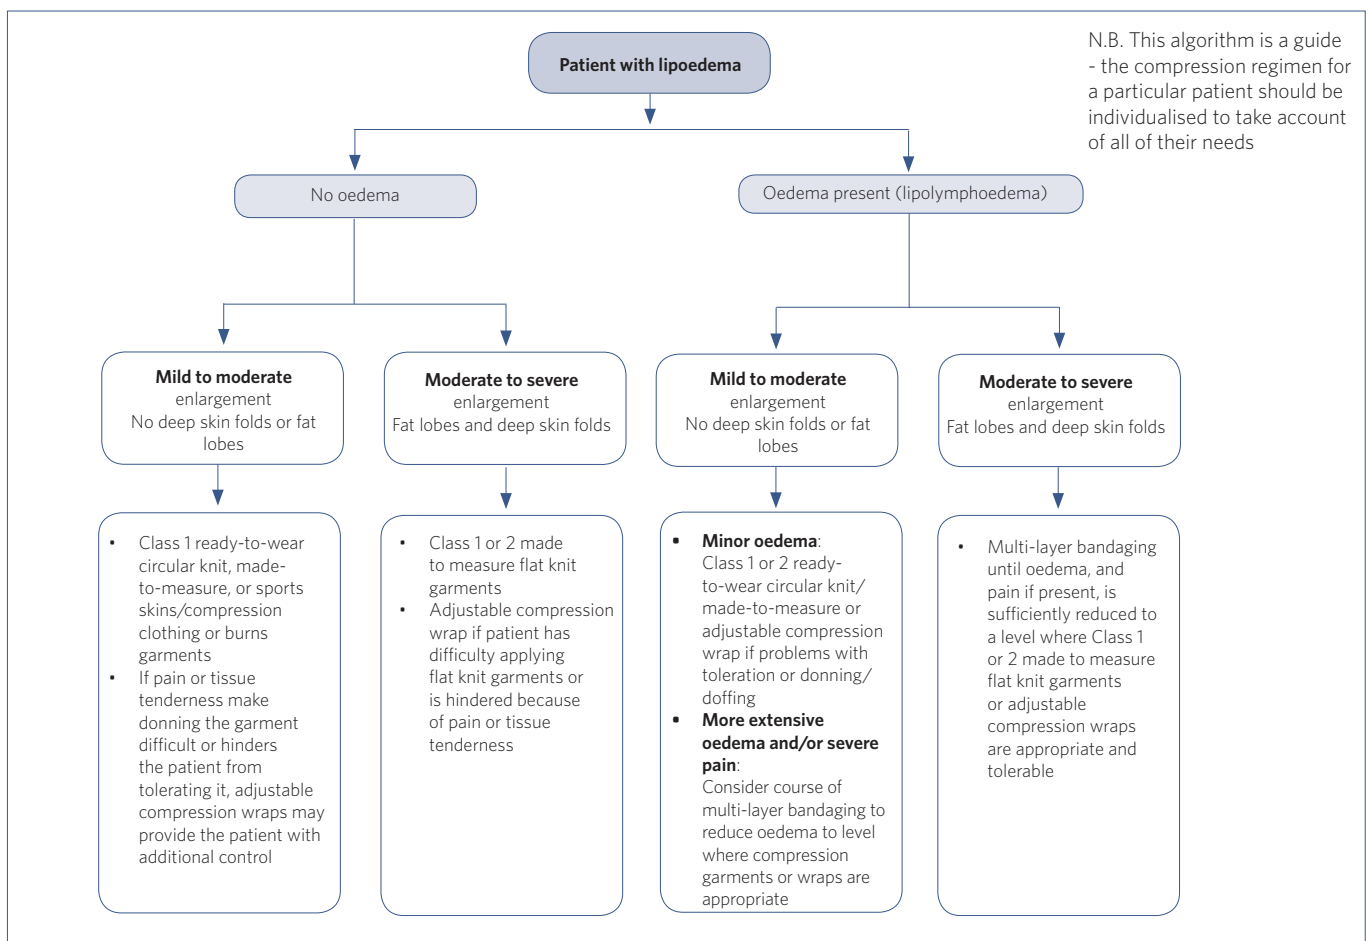 N.B. This algorithm is a guide
- the compression regimen for
a particular patient should be
individualised to take account
of all of their needs
Patient with lipoedema
No oedema
Oedema present (lipolymphoedema)
Mild to moderate
enlargement
No deep skin folds or fat
lobes
Moderate to severe
enlargement
Fat lobes and deep skin folds
Mild to moderate
enlargement
No deep skin folds or fat
lobes
Moderate to severe
enlargement
Fat lobes and deep skin folds
• Class 1 ready-to-wear
circular knit, made-
to-measure, or sports
skins/compression
clothing or burns
garments
• If pain or tissue
tenderness make
donning the garment
difficult or hinders
the patient from
tolerating it, adjustable
compression wraps may
provide the patient with
additional control
• Class 1 or 2 made
to measure flat knit
garments
• Adjustable compression
wrap if patient has
difficulty applying
flat knit garments or
is hindered because
of pain or tissue
tenderness
• Minor oedema:
Class 1 or 2 ready-
to-wear circular knit/
made-to-measure or
adjustable compression
wrap if problems with
toleration or donning/
doffing
• More extensive
oedema and/or severe
pain:
Consider course of
multi-layer bandaging to
reduce oedema to level
where compression
garments or wraps are
appropriate
• Multi-layer bandaging
until oedema, and
pain if present, is
sufficiently reduced to
a level where Class 1
or 2 made to measure
flat knit garments
or adjustable
compression wraps
are appropriate and
tolerable